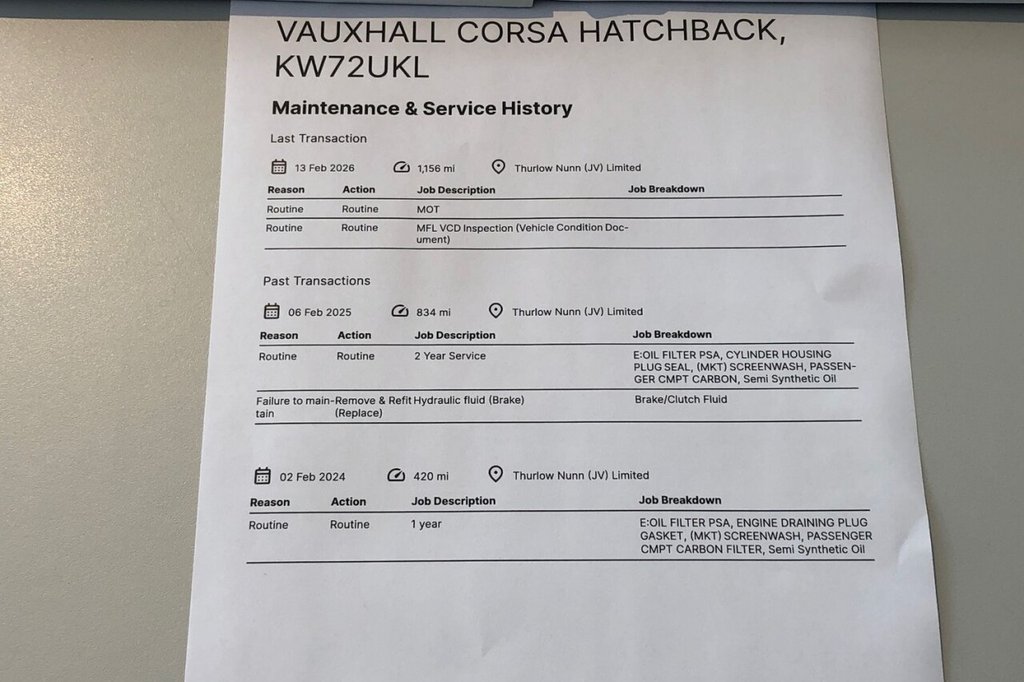 VAUXHALL CORSA HATCHBACK,
KW72UKL
Maintenance & Service History
Last Transaction
13 Feb 2026 1,156 mi Thurlow Nunn (JV) Limited
Reason Action Job Description Job Breakdown
Routine Routine MOT
Routine Routine MFL VCD Inspection (Vehicle Condition Doc-
ument)
Past Transactions
06 Feb 2025 834 mi Thurlow Nunn (JV) Limited
Reason Action Job Description Job Breakdown
Routine Routine 2 Year Service E:OIL FILTER PSA, CYLINDER HOUSING
PLUG SEAL, (MKT) SCREENWASH, PASSEN-
GER CMPT CARBON, Semi Synthetic Oil
Failure to main- Remove & Refit Hydraulic fluid (Brake) Brake/Clutch Fluid
tain (Replace)
02 Feb 2024 420 mi Thurlow Nunn (JV) Limited
Reason Action Job Description Job Breakdown
Routine Routine 1 year E:OIL FILTER PSA, ENGINE DRAINING PLUG
GASKET, (MKT) SCREENWASH, PASSENGER
CMPT CARBON FILTER, Semi Synthetic Oil